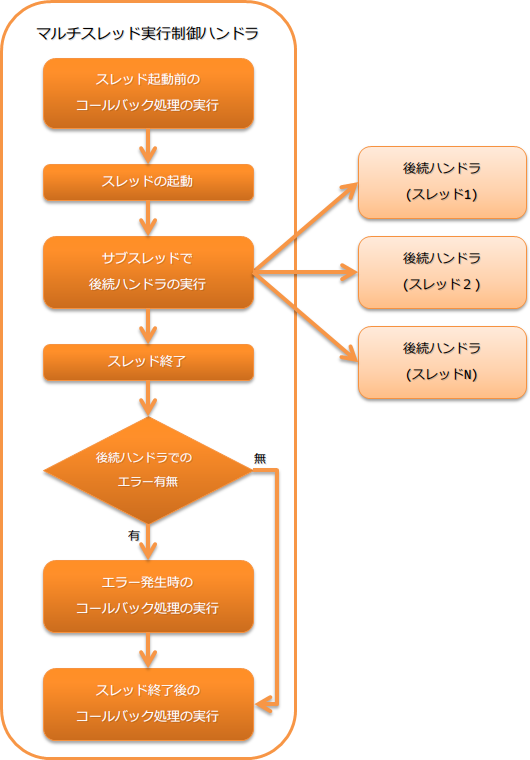 マルチスレッド実行制御ハンドラ
スレッド起動前の
コールバック処理の実行
スレッドの起動
サブスレッドで
後続ハンドラの実行
後続ハンドラ
(スレッド1)
後続ハンドラ
(スレッド２)
後続ハンドラ
(スレッドN)
スレッド終了
後続ハンドラでの
エラー有無
無
有
エラー発生時の
コールバック処理の実行
スレッド終了後の
コールバック処理の実行